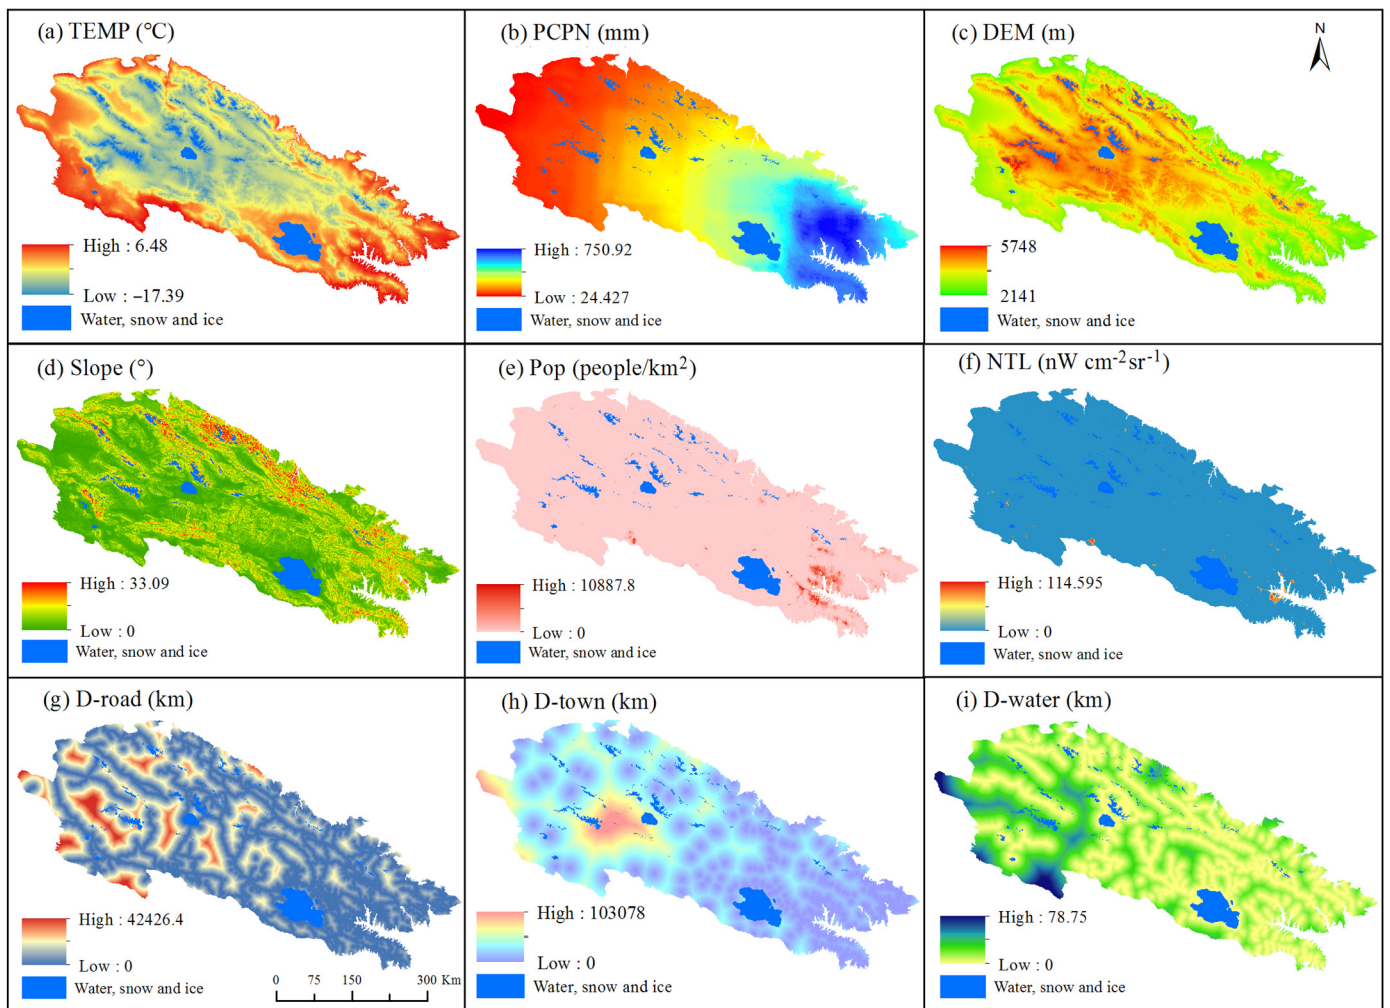 (a) TEMP (°C)
High : 6.48
Low : −17.39
Water, snow and ice
(b) PCPN (mm)
High : 750.92
Low : 24.427
Water, snow and ice
(c) DEM (m)
N
5748
2141
Water, snow and ice
(d) Slope (°)
High : 33.09
Low : 0
Water, snow and ice
(e) Pop (people/km²)
High : 10887.8
Low : 0
Water, snow and ice
(f) NTL (nW cm⁻²sr⁻¹)
High : 114.595
Low : 0
Water, snow and ice
(g) D-road (km)
High : 42426.4
Low : 0
Water, snow and ice
0 75 150 300 Km
(h) D-town (km)
High : 103078
Low : 0
Water, snow and ice
(i) D-water (km)
High : 78.75
Low : 0
Water, snow and ice